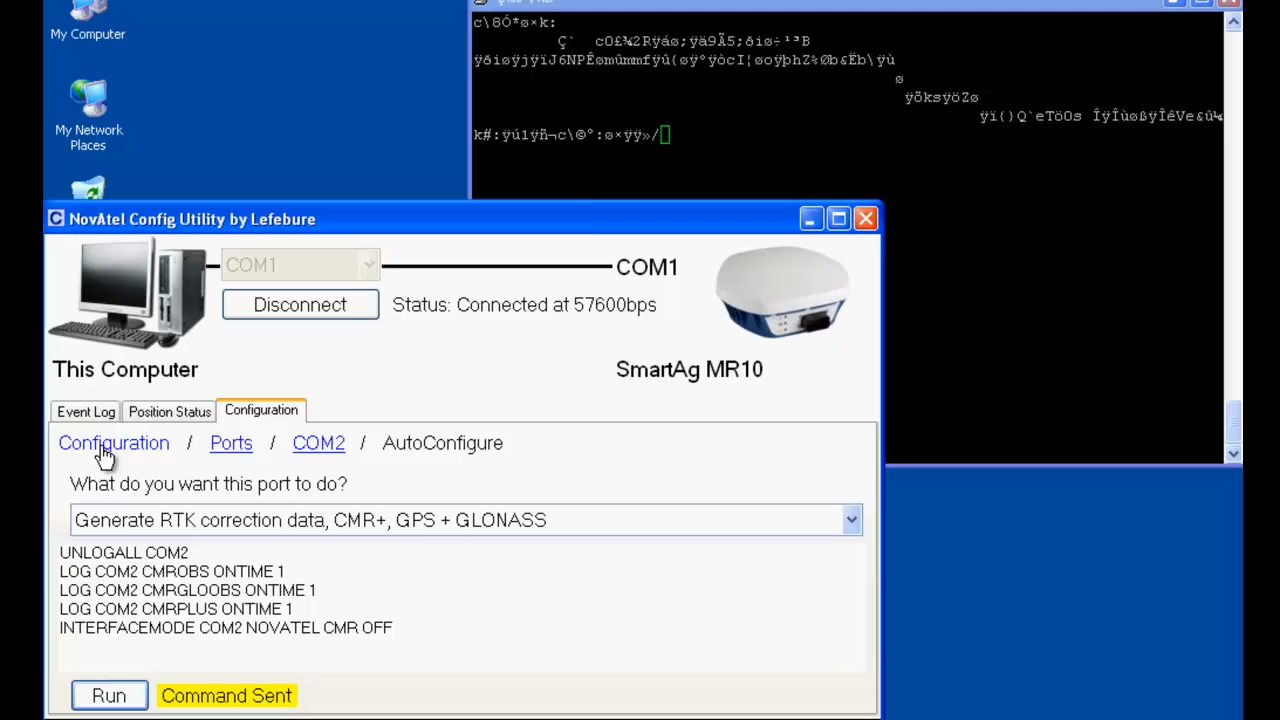 My Computer
My Network
Places
c\8Ó*ø×k:
k#:ÿú1ÿñ¬c\©°:ø×ÿÿ»/
NovAtel Config Utility by Lefebure
COM1
COM1
Disconnect
Status: Connected at 57600bps
This Computer
SmartAg MR10
Event Log
Position Status
Configuration
Configuration / Ports / COM2 / AutoConfigure
What do you want this port to do?
Generate RTK correction data, CMR+, GPS + GLONASS
UNLOGALL COM2
LOG COM2 CMROBS ONTIME 1
LOG COM2 CMRGLOOBS ONTIME 1
LOG COM2 CMRPLUS ONTIME 1
INTERFACEMODE COM2 NOVATEL CMR OFF
Run
Command Sent